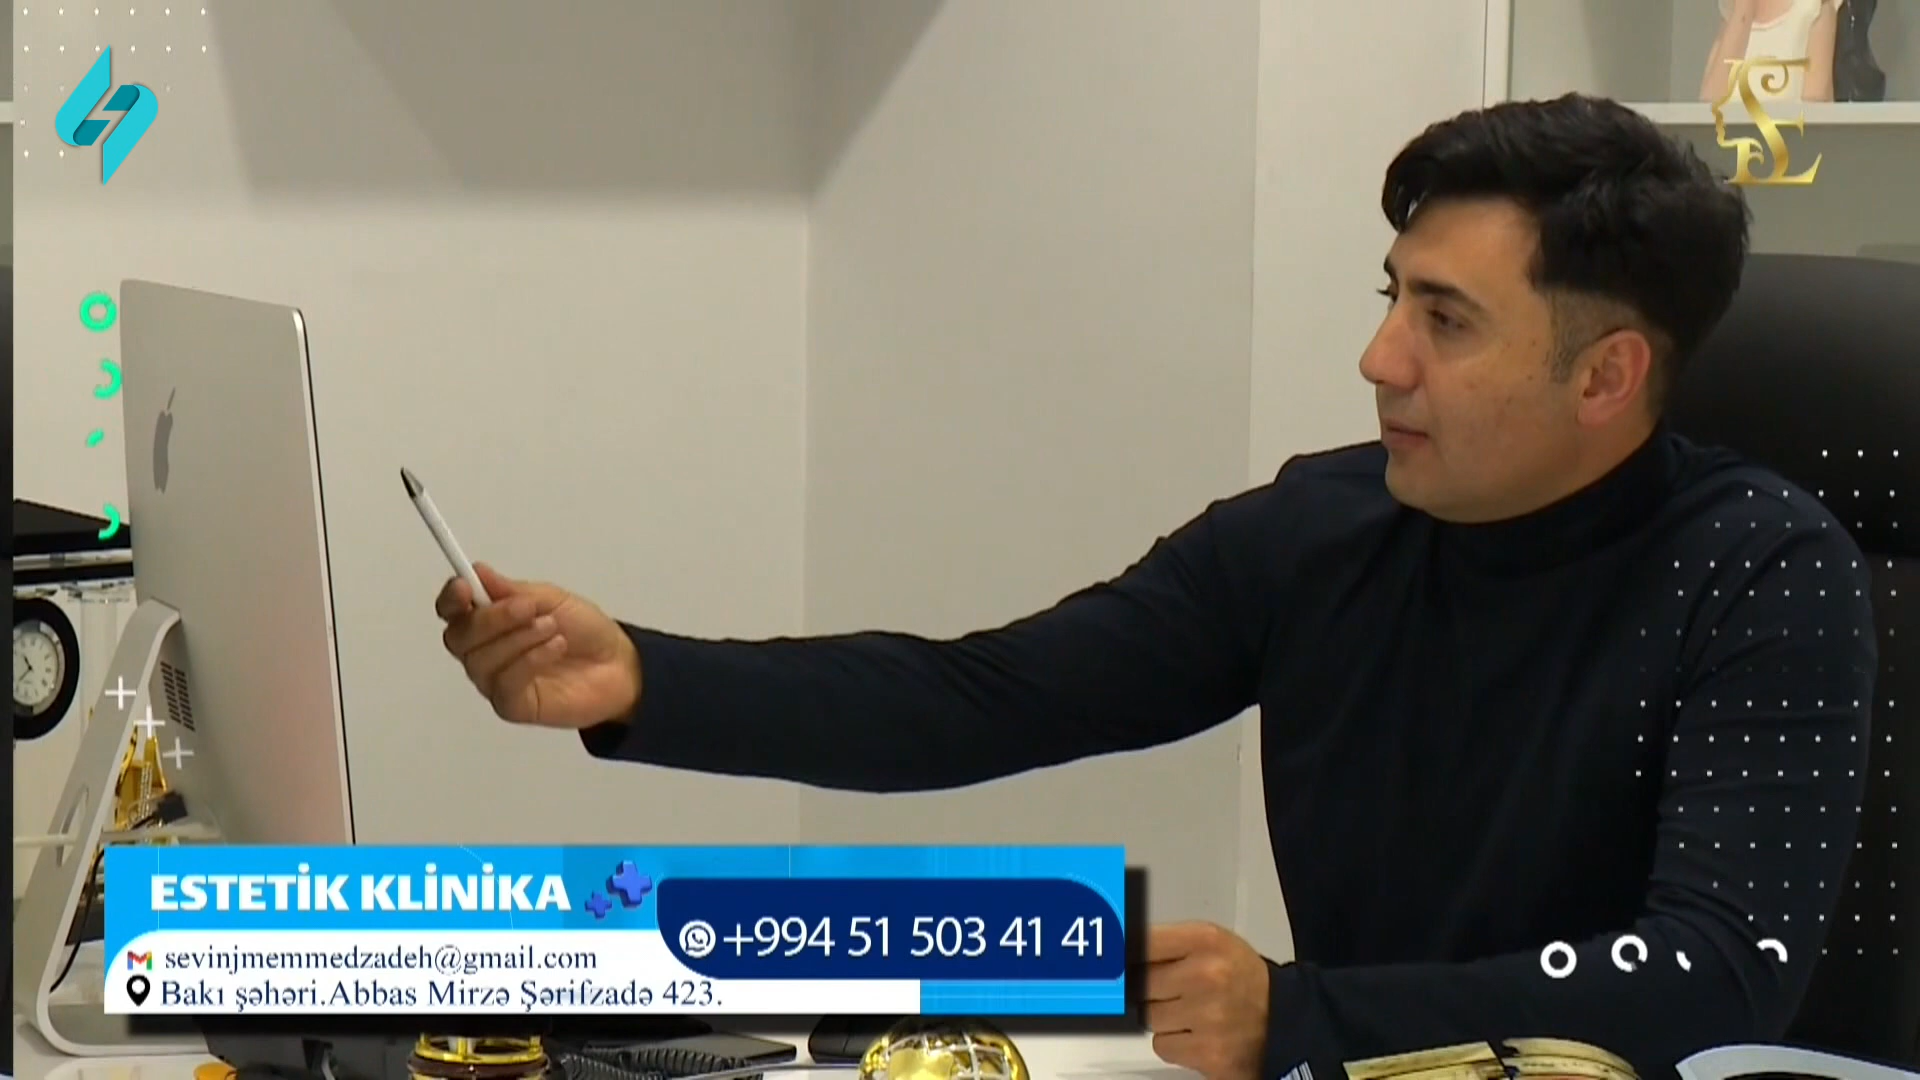 ESTETİK KLİNİKA
+994 51 503 41 41
sevinjmemmedzadeh@gmail.com
Bakı şəhəri.Abbas Mirzə Şərifzadə 423.